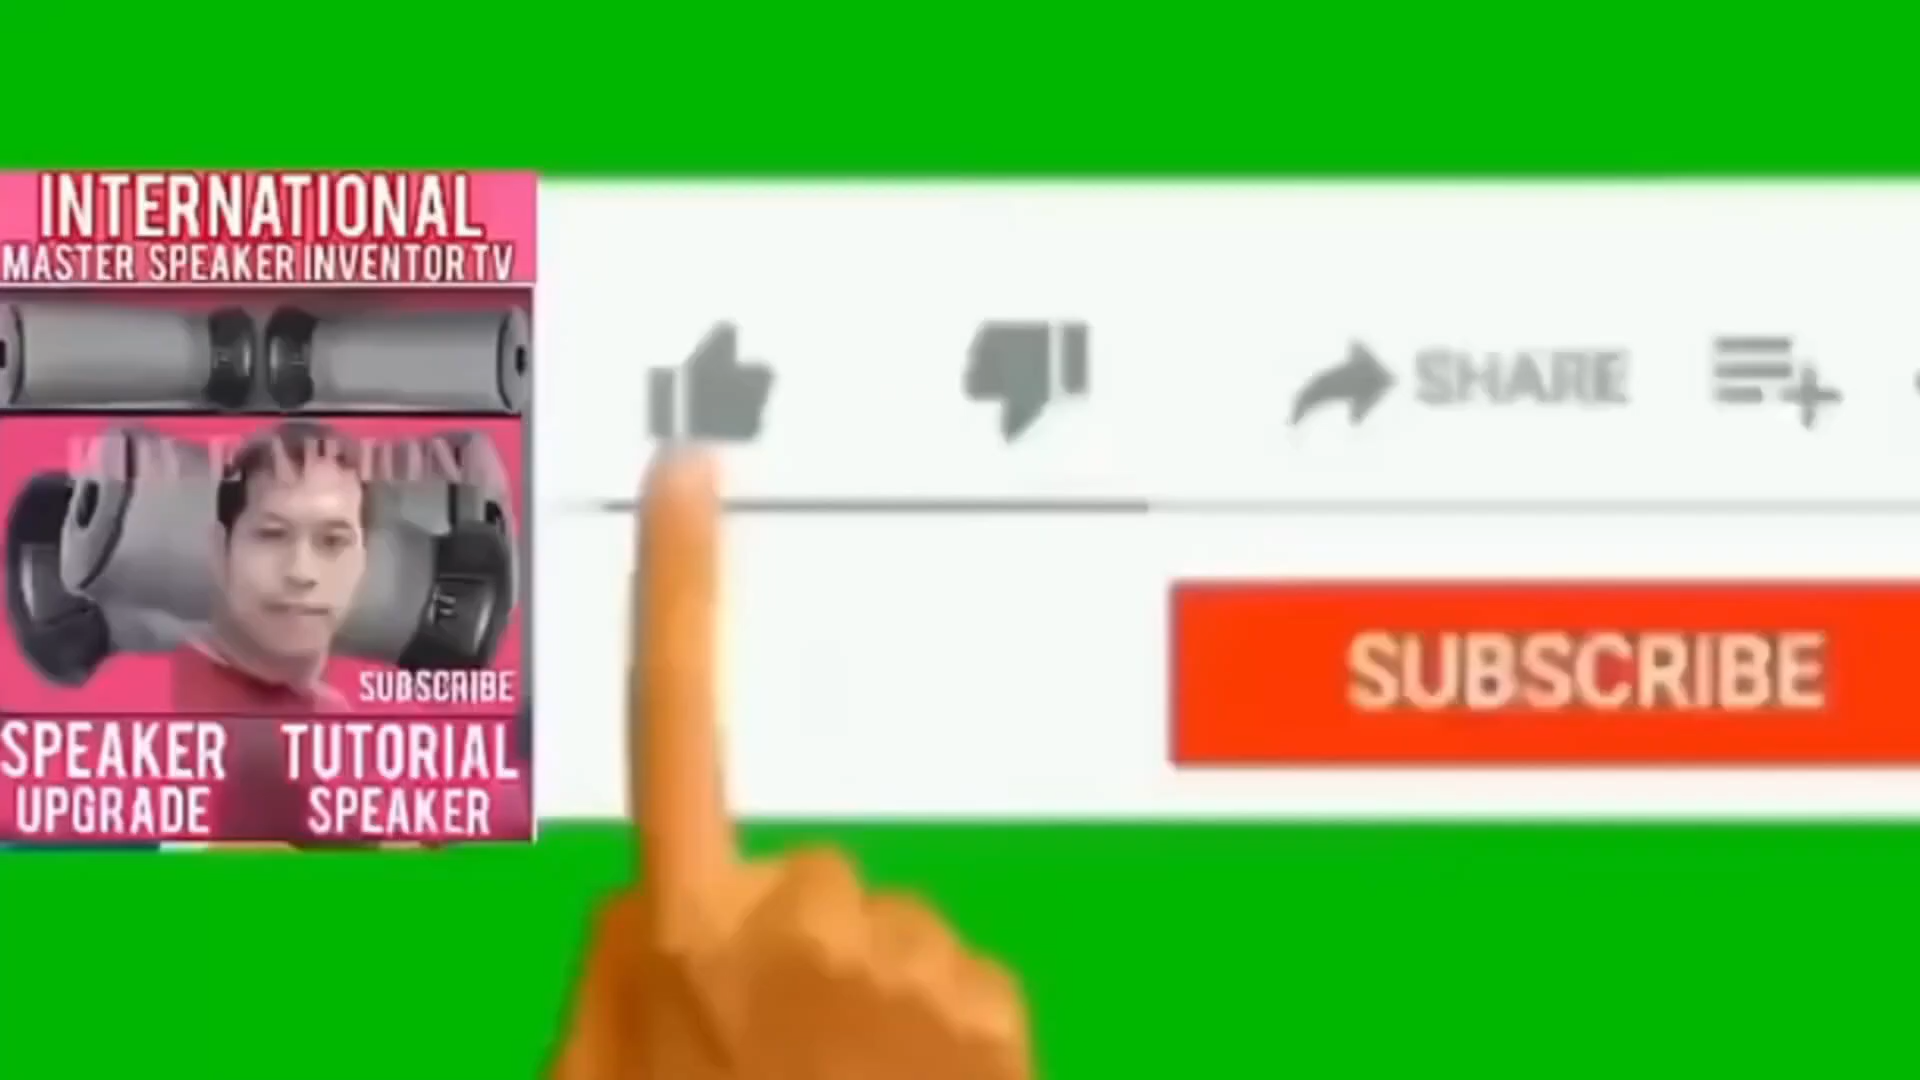 INTERNATIONAL
MASTER SPEAKER INVENTOR TV
SUBSCRIBE
SPEAKER TUTORIAL
UPGRADE SPEAKER
SHARE
SUBSCRIBE